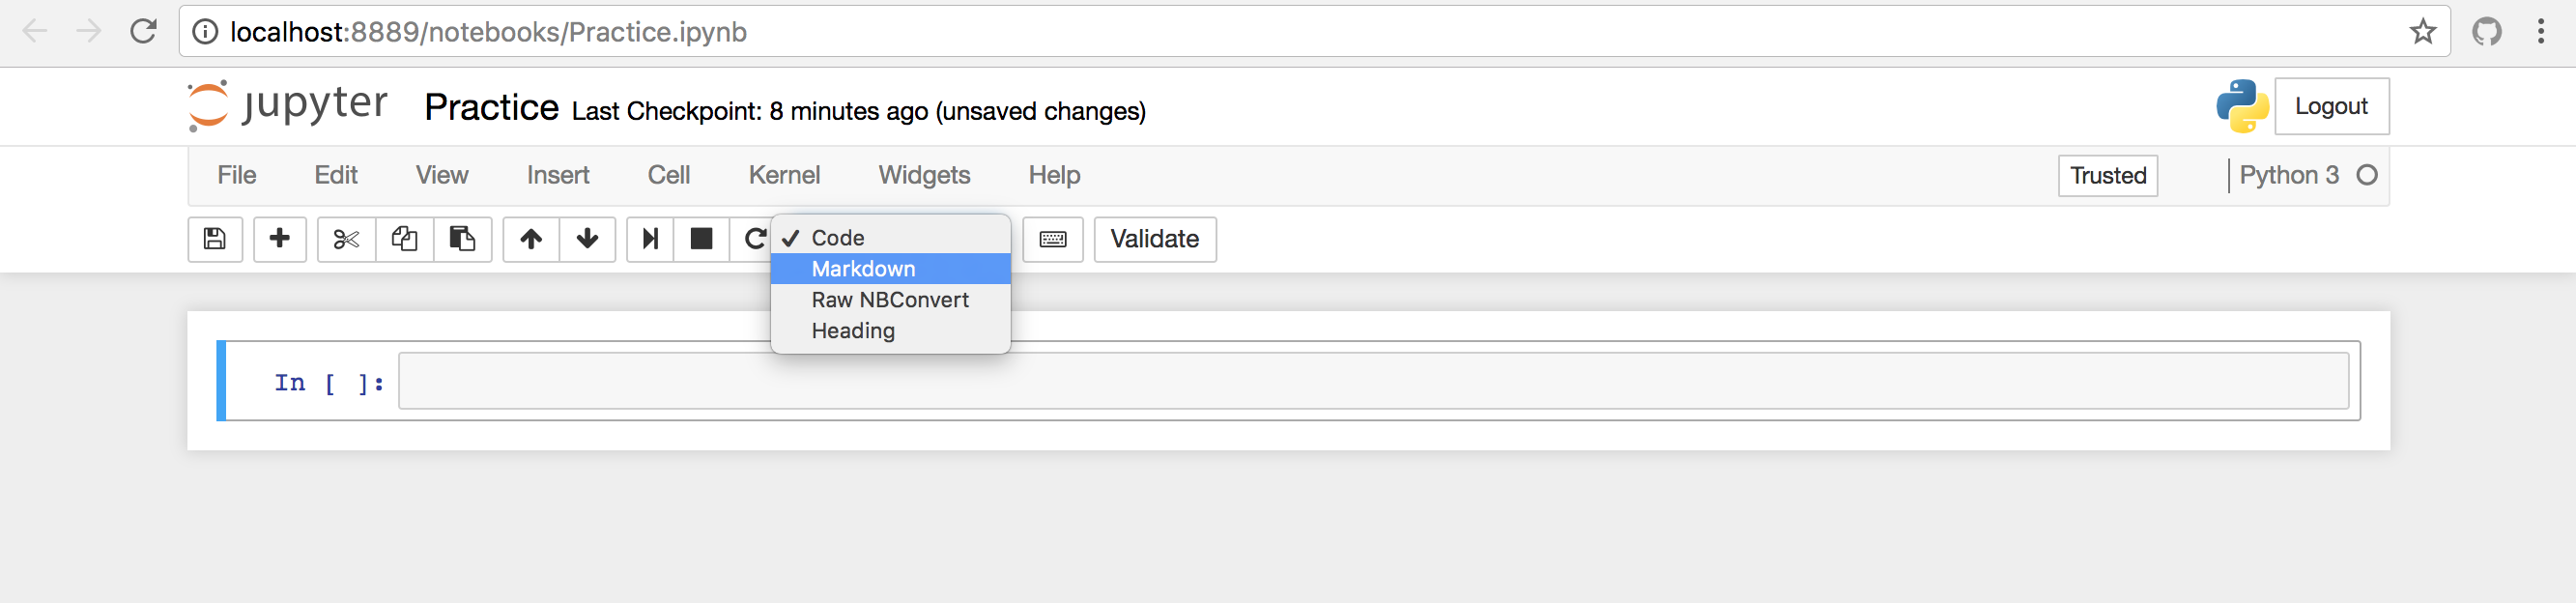 localhost:8889/notebooks/Practice.ipynb
jupyter Practice Last Checkpoint: 8 minutes ago (unsaved changes) Logout
File Edit View Insert Cell Kernel Widgets Help Trusted Python 3
Code Validate
Markdown
Raw NBConvert
Heading
In [ ]: